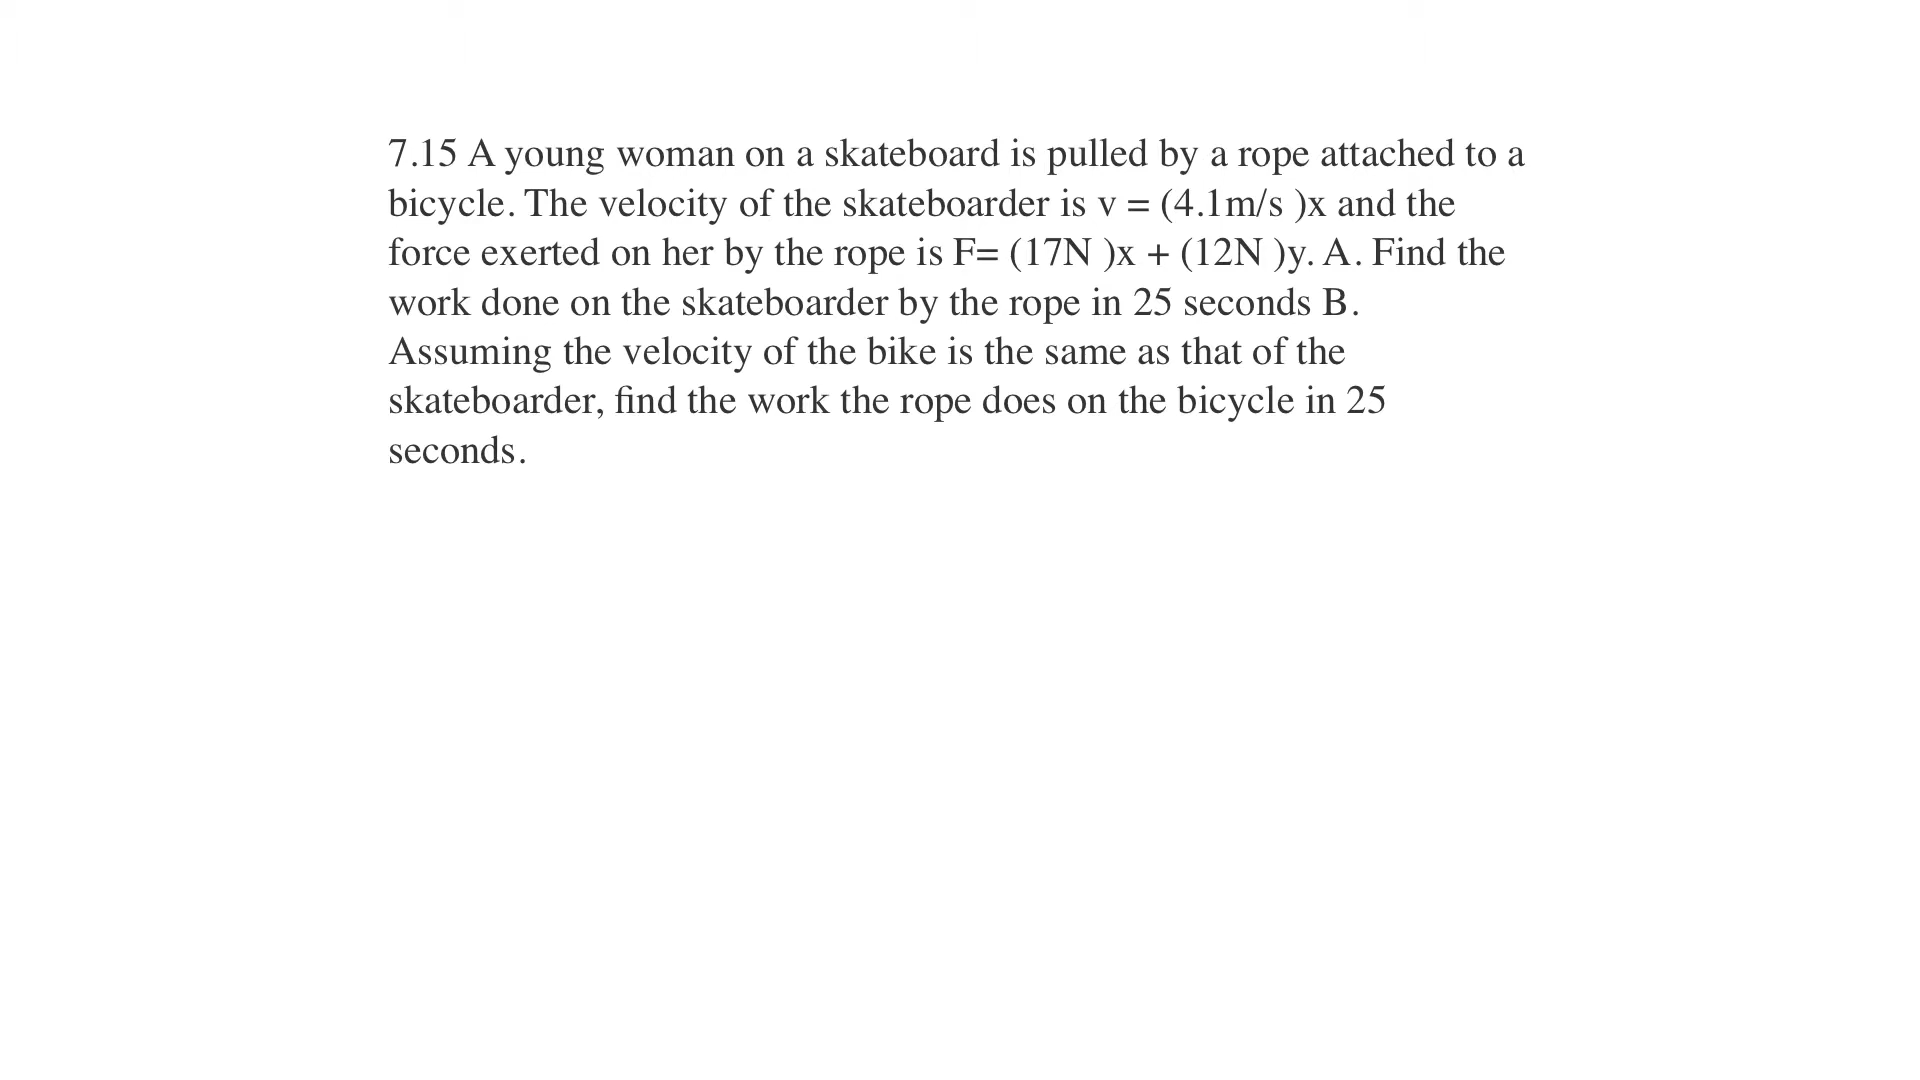 7.15 A young woman on a skateboard is pulled by a rope attached to a
bicycle. The velocity of the skateboarder is v = (4.1m/s )x and the
force exerted on her by the rope is F= (17N )x + (12N )y. A. Find the
work done on the skateboarder by the rope in 25 seconds B.
Assuming the velocity of the bike is the same as that of the
skateboarder, find the work the rope does on the bicycle in 25
seconds.